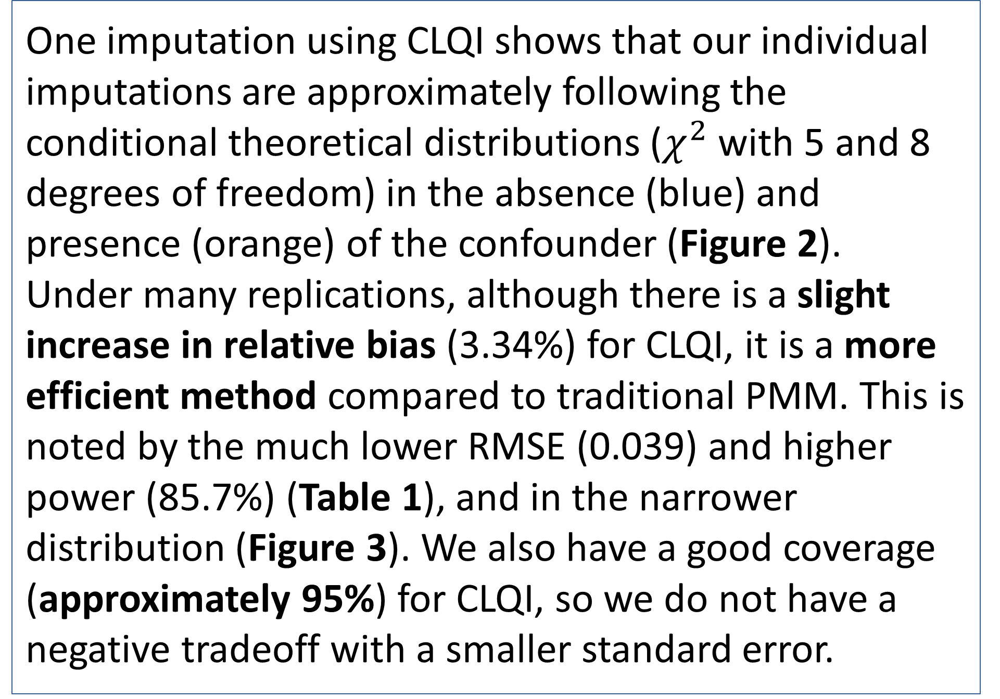 One imputation using CLQI shows that our individual
imputations are approximately following the
conditional theoretical distributions (χ² with 5 and 8
degrees of freedom) in the absence (blue) and
presence (orange) of the confounder (Figure 2).
Under many replications, although there is a slight
increase in relative bias (3.34%) for CLQI, it is a more
efficient method compared to traditional PMM. This is
noted by the much lower RMSE (0.039) and higher
power (85.7%) (Table 1), and in the narrower
distribution (Figure 3). We also have a good coverage
(approximately 95%) for CLQI, so we do not have a
negative tradeoff with a smaller standard error.